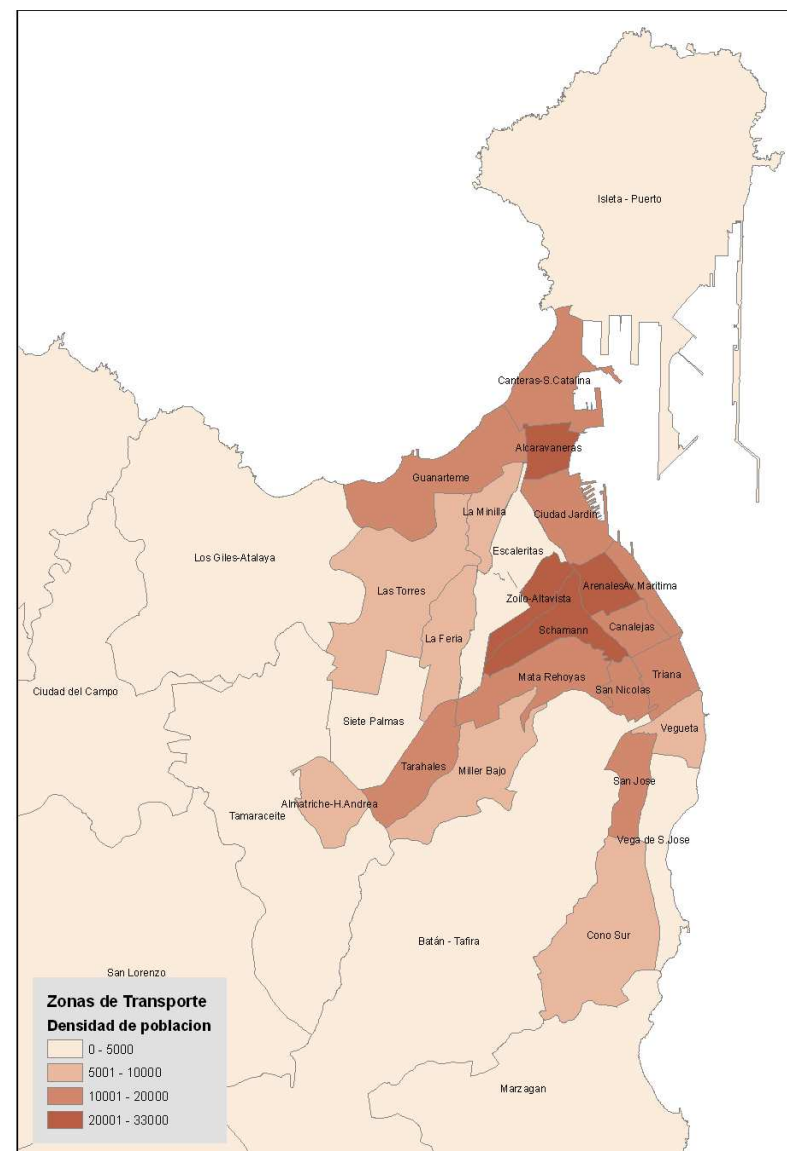 Isleta - Puerto
Canteras-S.Catalina
Alcaravaneras
Guanarteme
La Minilla
Ciudad Jardin
Escaleritas
Los Giles-Atalaya
Las Torres
Arenales
Av.Maritima
Zoilo-Altavista
Schamann
Canalejas
La Feria
Mata Rehoyas
Triana
Ciudad del Campo
San Nicolas
Siete Palmas
Vegueta
Tarahales
Miller Bajo
San Jose
Almatriche-H.Andrea
Tamaraceite
Vega de S.Jose
Batán - Tafira
Cono Sur
San Lorenzo
Marzagan
Zonas de Transporte
Densidad de poblacion
0 - 5000
5001 - 10000
10001 - 20000
20001 - 33000